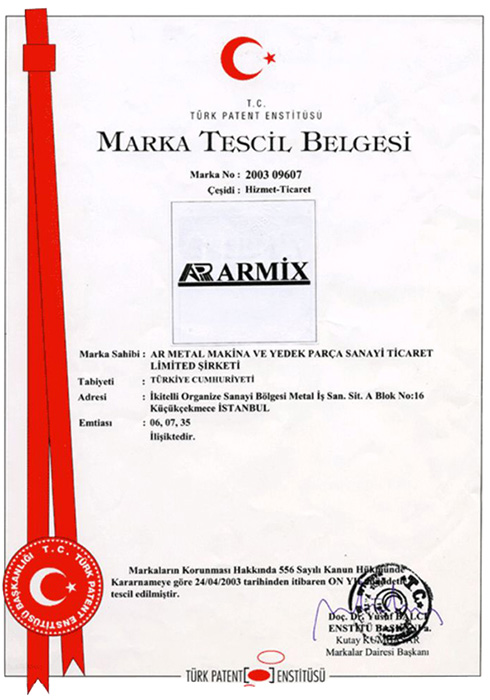 T.C.
TÜRK PATENT ENSTİTÜSÜ
MARKA TESCİL BELGESİ
Marka No : 2003 09607
Çeşidi : Hizmet-Ticaret
AR ARMİX
Marka Sahibi : AR METAL MAKİNA VE YEDEK PARÇA SANAYİ TİCARET
LİMİTED ŞİRKETİ
Tabiyeti : TÜRKİYE CUMHURİYETİ
Adresi : İkitelli Organize Sanayi Bölgesi Metal İş San. Sit. A Blok No:16
Küçükçekmece İSTANBUL
Emtiası : 06, 07, 35
İlişiktedir.
T.C. TÜRK PATENT ENSTİTÜSÜ BAŞKANLIĞI
Markaların Korunması Hakkında 556 Sayılı Kanun Hükmünde
Kararnameye göre 24/04/2003 tarihinden itibaren ON
tescil edilmiştir.
T.C.
Doç. Dr. Yusuf BALCI
ENSTİTÜ
Kutay
Markalar Dairesi Başkanı
TÜRK PATENT ENSTİTÜSÜ